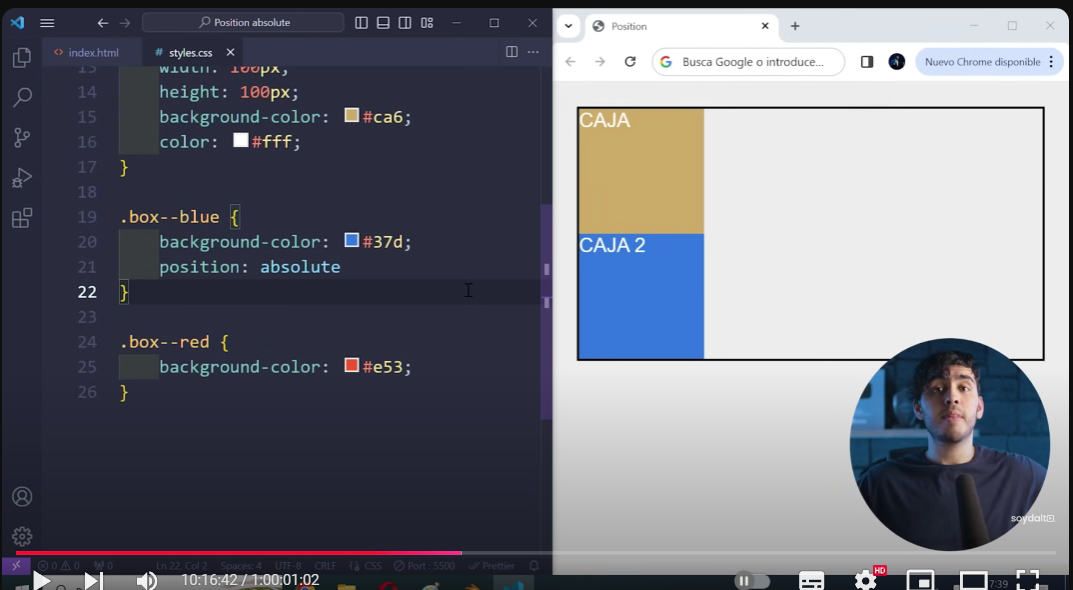 Position absolute
index.html
# styles.css
13 width: 100px;
14 height: 100px;
15 background-color: #ca6;
16 color: #fff;
17 }
18
19 .box--blue {
20 background-color: #37d;
21 position: absolute
22 }
23
24 .box--red {
25 background-color: #e53;
26 }
Ln 22, Col 2 Spaces: 4 UTF-8 CRLF {} CSS Port : 5500 Prettier
Position
Busca Google o introduce...
Nuevo Chrome disponible
CAJA
CAJA 2
soydalto
10:16:42 / 1:00:01:02
HD
7:39